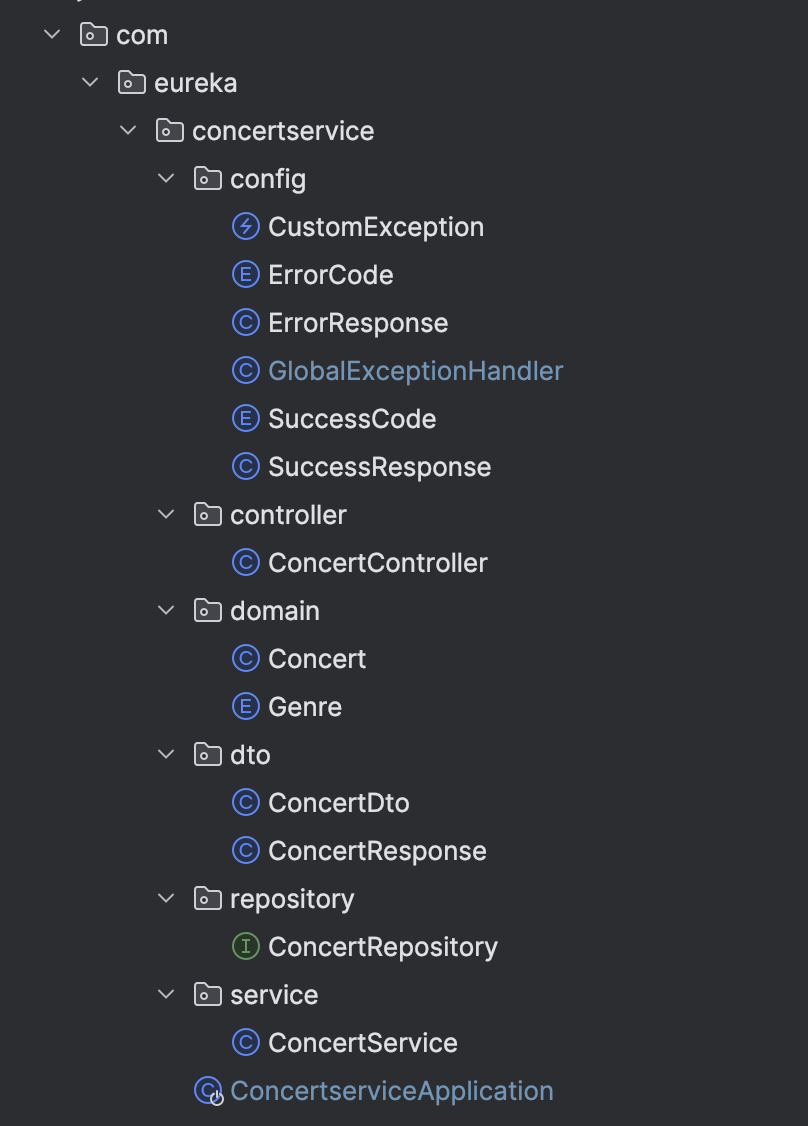 com
eureka
concertservice
config
CustomException
E ErrorCode
C ErrorResponse
C GlobalExceptionHandler
E SuccessCode
C SuccessResponse
controller
C ConcertController
domain
C Concert
E Genre
dto
C ConcertDto
C ConcertResponse
repository
I ConcertRepository
service
C ConcertService
C ConcertserviceApplication